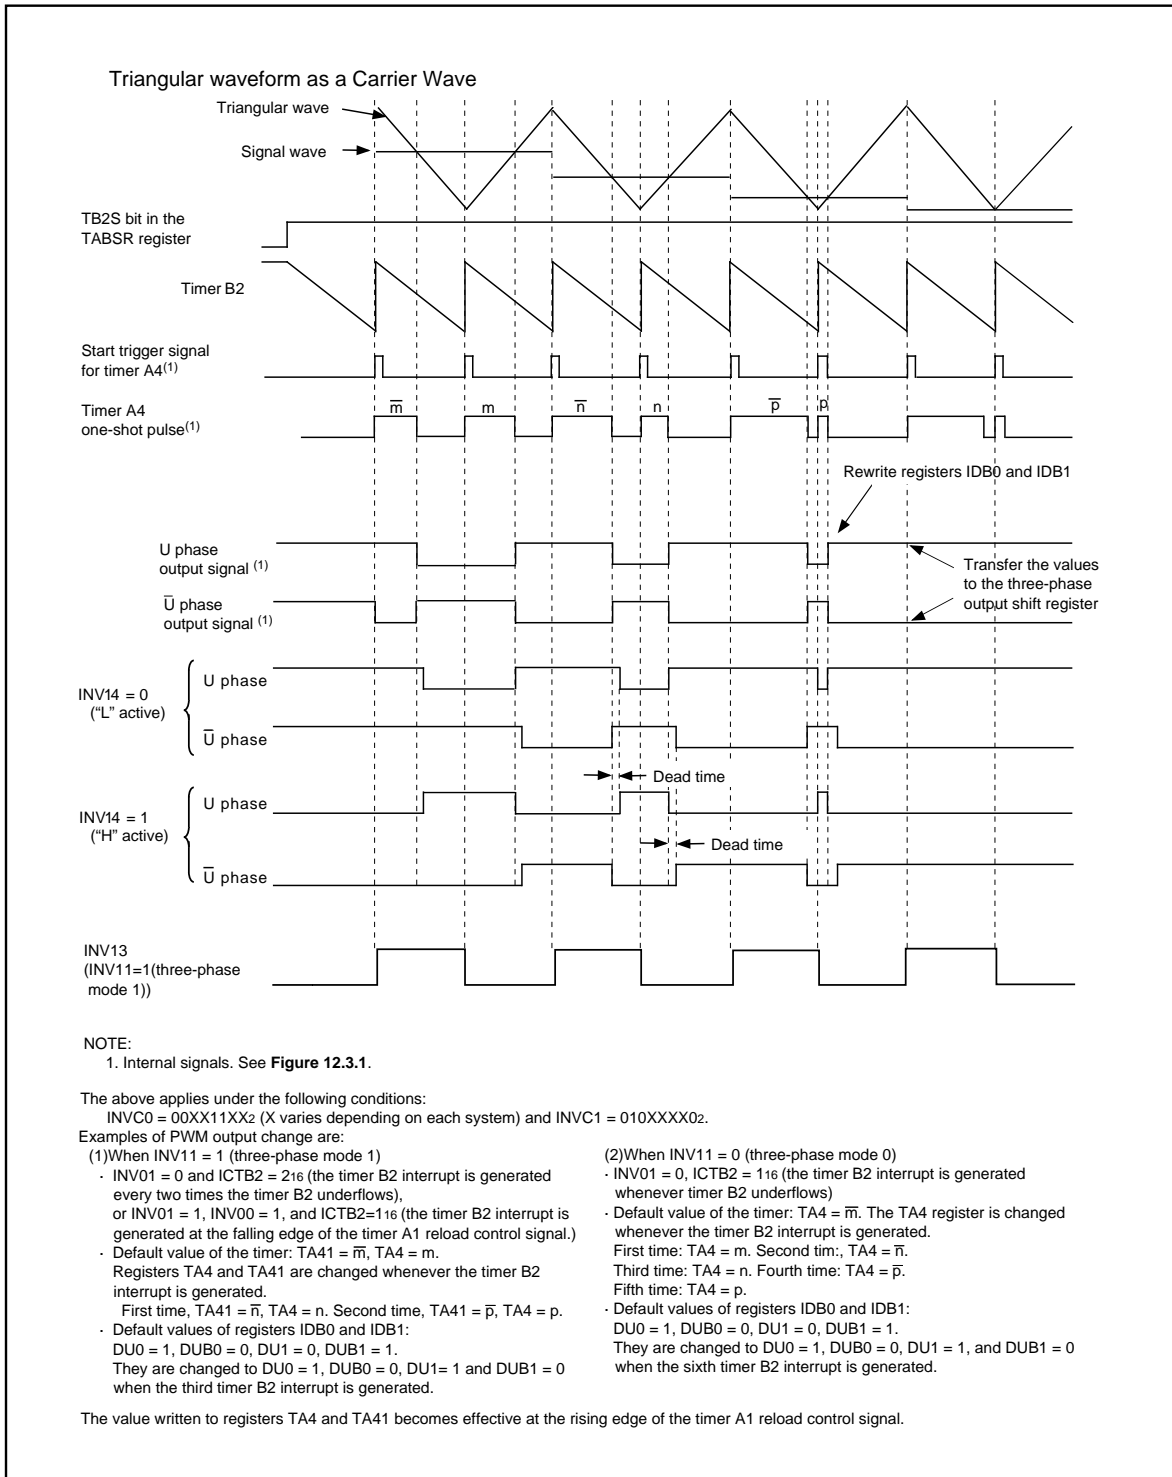 Triangular waveform as a Carrier Wave
Triangular wave
Signal wave
TB2S bit in the
TABSR register
Timer B2
Start trigger signal
for timer A4(1)
Timer A4
one-shot pulse(1)
m̅ m n̅ n p̅ p
Rewrite registers IDB0 and IDB1
U phase
output signal (1)
Transfer the values
to the three-phase
output shift register
U̅ phase
output signal (1)
INV14 = 0
(“L” active)
U phase
U̅ phase
Dead time
INV14 = 1
(“H” active)
U phase
Dead time
U̅ phase
INV13
(INV11=1(three-phase
mode 1))
NOTE:
1. Internal signals. See Figure 12.3.1.
The above applies under the following conditions:
INVC0 = 00XX11XX2 (X varies depending on each system) and INVC1 = 010XXXX02.
Examples of PWM output change are:
(1)When INV11 = 1 (three-phase mode 1)
· INV01 = 0 and ICTB2 = 216 (the timer B2 interrupt is generated
every two times the timer B2 underflows),
or INV01 = 1, INV00 = 1, and ICTB2=116 (the timer B2 interrupt is
generated at the falling edge of the timer A1 reload control signal.)
· Default value of the timer: TA41 = m̅, TA4 = m.
Registers TA4 and TA41 are changed whenever the timer B2
interrupt is generated.
First time, TA41 = n̅, TA4 = n. Second time, TA41 = p̅, TA4 = p.
· Default values of registers IDB0 and IDB1:
DU0 = 1, DUB0 = 0, DU1 = 0, DUB1 = 1.
They are changed to DU0 = 1, DUB0 = 0, DU1= 1 and DUB1 = 0
when the third timer B2 interrupt is generated.
(2)When INV11 = 0 (three-phase mode 0)
· INV01 = 0, ICTB2 = 116 (the timer B2 interrupt is generated
whenever timer B2 underflows)
· Default value of the timer: TA4 = m̅. The TA4 register is changed
whenever the timer B2 interrupt is generated.
First time: TA4 = m. Second tim:, TA4 = n̅.
Third time: TA4 = n. Fourth time: TA4 = p̅.
Fifth time: TA4 = p.
· Default values of registers IDB0 and IDB1:
DU0 = 1, DUB0 = 0, DU1 = 0, DUB1 = 1.
They are changed to DU0 = 1, DUB0 = 0, DU1 = 1, and DUB1 = 0
when the sixth timer B2 interrupt is generated.
The value written to registers TA4 and TA41 becomes effective at the rising edge of the timer A1 reload control signal.